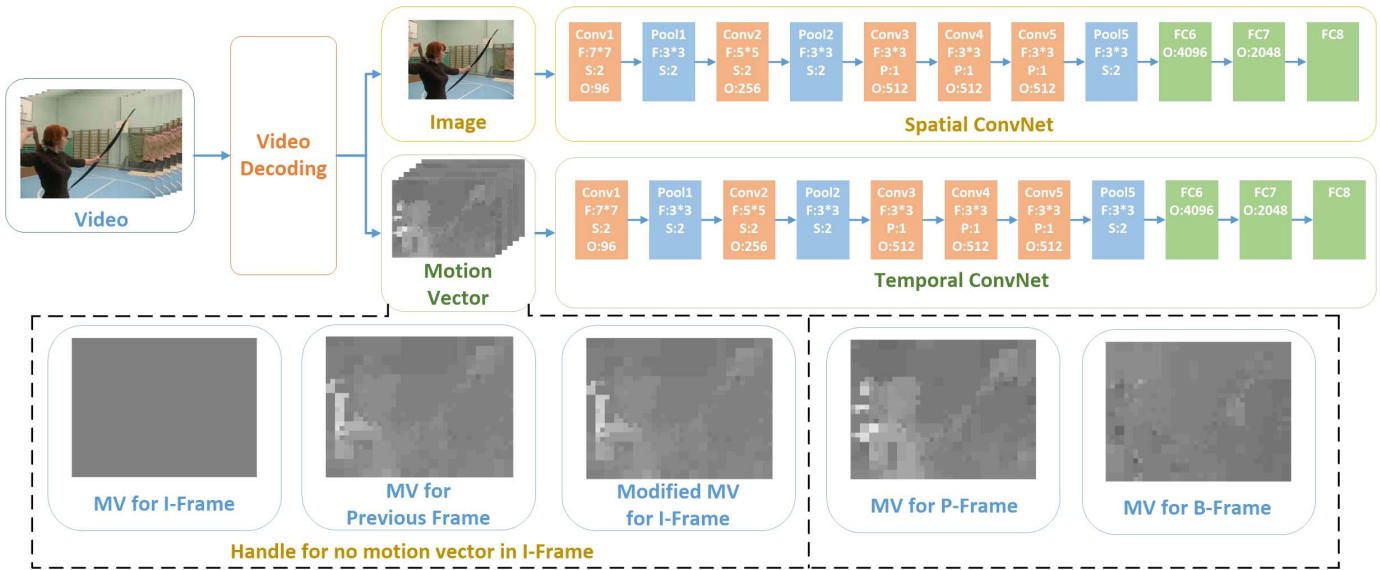 Video
Video
Decoding
Image
Conv1
F:7*7
S:2
O:96
Pool1
F:3*3
S:2
Conv2
F:5*5
S:2
O:256
Pool2
F:3*3
S:2
Conv3
F:3*3
P:1
O:512
Conv4
F:3*3
P:1
O:512
Conv5
F:3*3
P:1
O:512
Pool5
F:3*3
S:2
FC6
O:4096
FC7
O:2048
FC8
Spatial ConvNet
Motion
Vector
Conv1
F:7*7
S:2
O:96
Pool1
F:3*3
S:2
Conv2
F:5*5
S:2
O:256
Pool2
F:3*3
S:2
Conv3
F:3*3
P:1
O:512
Conv4
F:3*3
P:1
O:512
Conv5
F:3*3
P:1
O:512
Pool5
F:3*3
S:2
FC6
O:4096
FC7
O:2048
FC8
Temporal ConvNet
MV for I-Frame
MV for
Previous Frame
Modified MV
for I-Frame
MV for P-Frame
MV for B-Frame
Handle for no motion vector in I-Frame